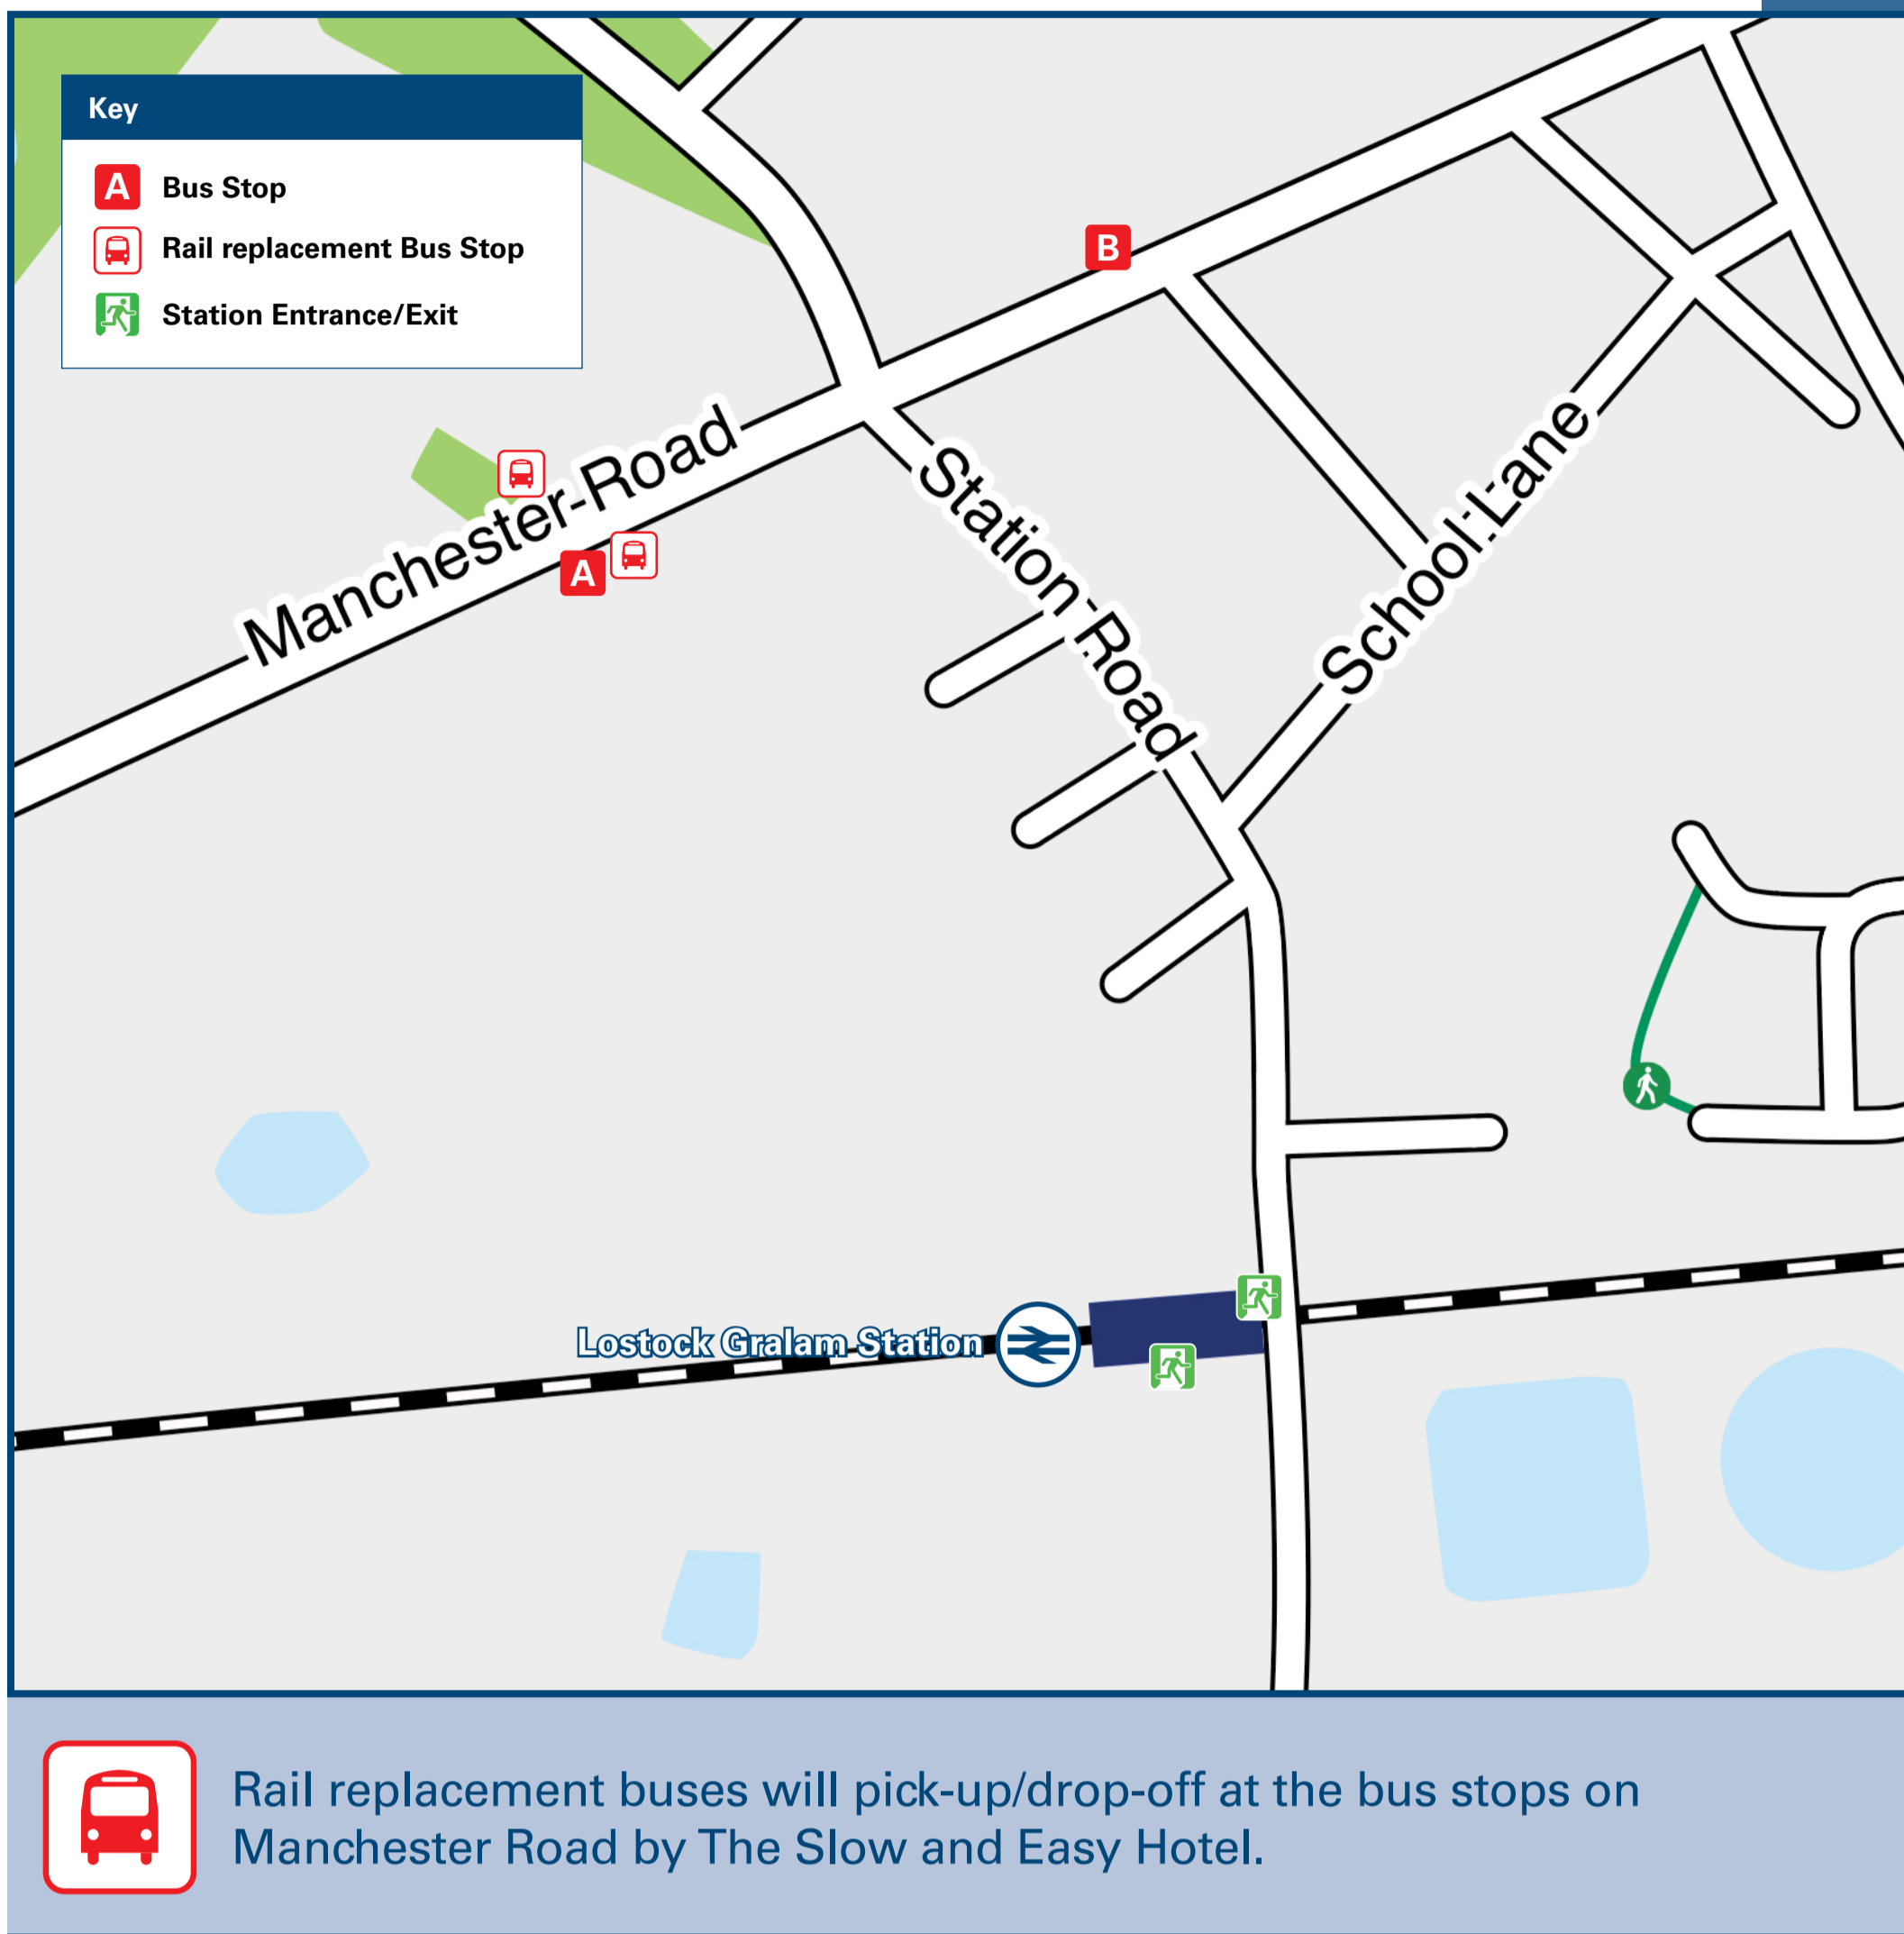 Key
A Bus Stop
Rail replacement Bus Stop
Station Entrance/Exit
B
Manchester Road
A
Station Road
School Lane
Lostock Gralam Station
Rail replacement buses will pick-up/drop-off at the bus stops on
Manchester Road by The Slow and Easy Hotel.